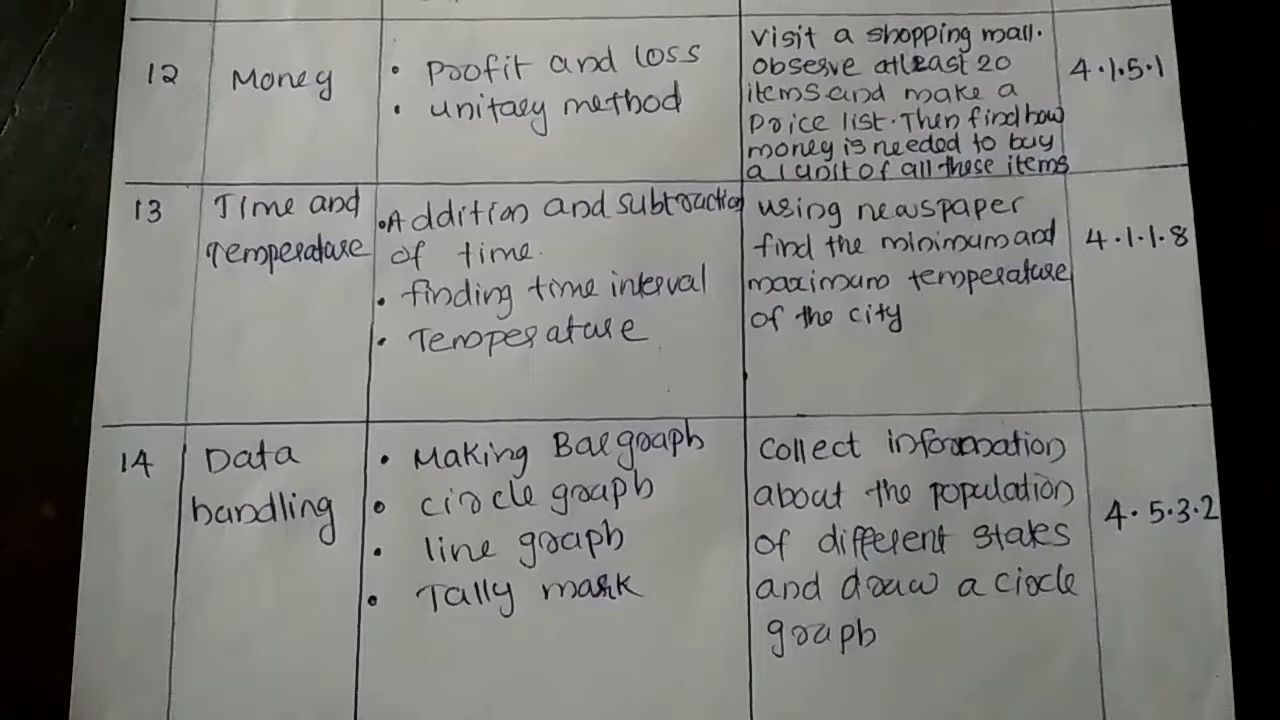 12
Money
• Profit and loss
• unitary method
Visit a shopping mall.
observe atleast 20
items and make a
Price list. Then find how
money is needed to buy
a 1 unit of all these items
4.1.5.1
13
Time and
Temperature
• Addition and subtraction
of time.
• finding time interval
• Temperature
using newspaper
find the minimum and
maximum temperature
of the city
4.1.1.8
14
Data
handling
• Making Bar graph
• circle graph
• line graph
• Tally mark
collect information
about the population
of different states
and draw a circle
graph
4.5.3.2